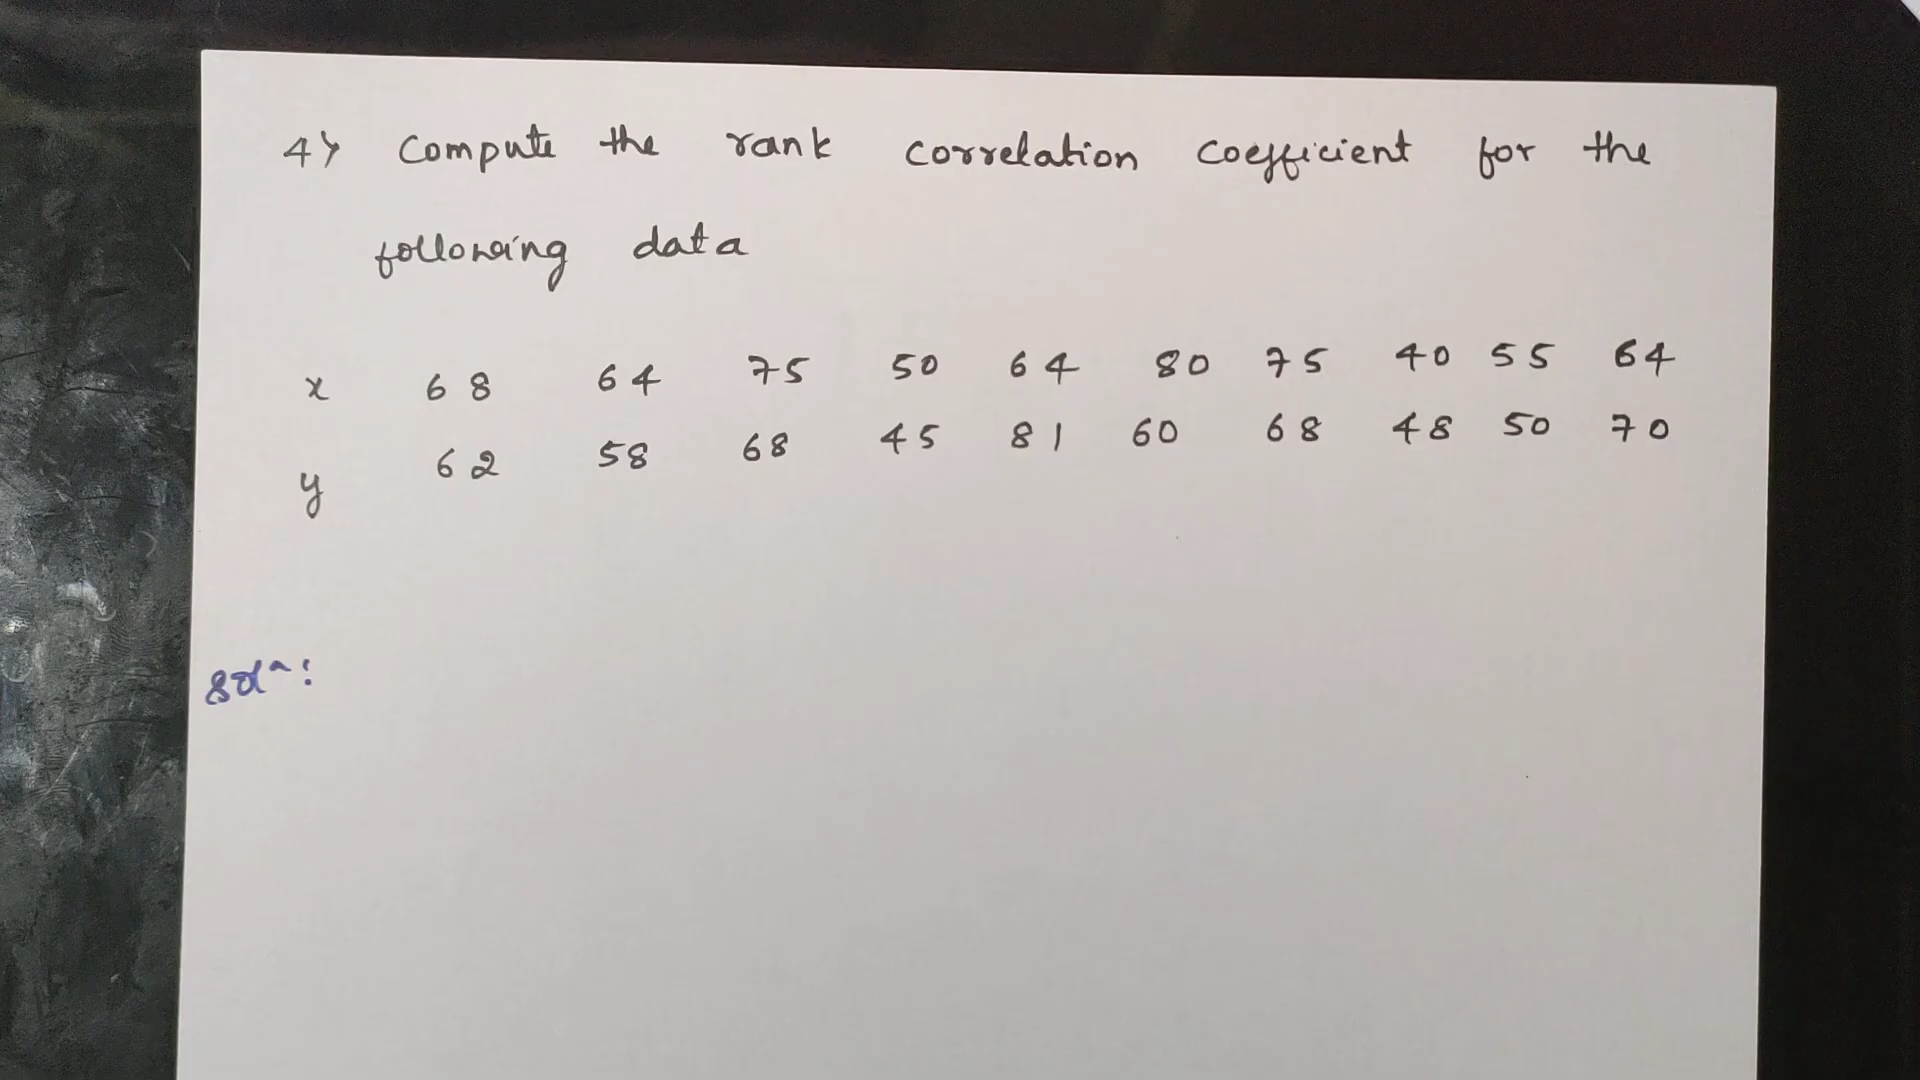 4> Compute the rank correlation coefficient for the
following data
x 68 64 75 50 64 80 75 40 55 64
y 62 58 68 45 81 60 68 48 50 70
Solⁿ: